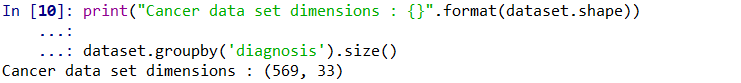 In [10]: print("Cancer data set dimensions : {}".format(dataset.shape))
    ...:
    ...: dataset.groupby('diagnosis').size()
Cancer data set dimensions : (569, 33)